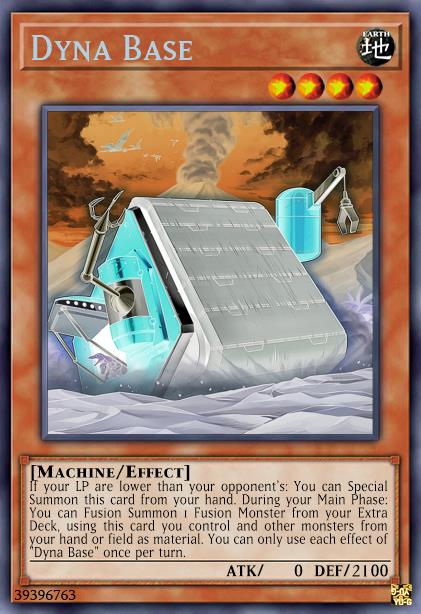 Dyna Base
EARTH
地
[Machine/Effect]
If your LP are lower than your opponent's: You can Special
Summon this card from your hand. During your Main Phase:
You can Fusion Summon 1 Fusion Monster from your Extra
Deck, using this card you control and other monsters from
your hand or field as material. You can only use each effect of
"Dyna Base" once per turn.
ATK/ 0 DEF/2100
39396763